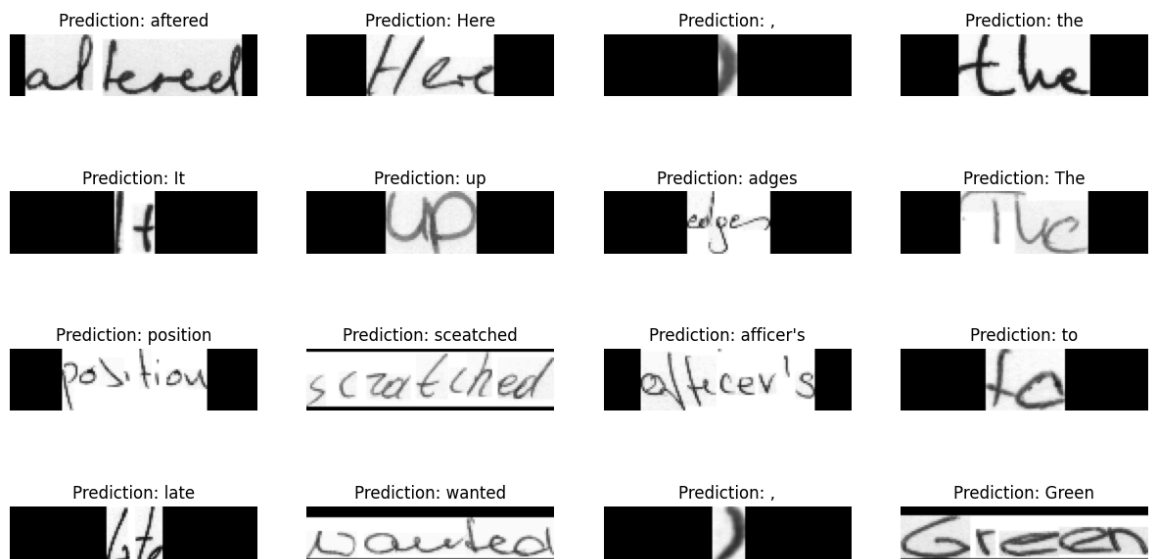 Prediction: aftered Prediction: Here Prediction: , Prediction: the
altered Here , the
Prediction: It Prediction: up Prediction: adges Prediction: The
It up edges The
Prediction: position Prediction: sceatched Prediction: afficer's Prediction: to
position scratched officer's to
Prediction: late Prediction: wanted Prediction: , Prediction: Green
wanted , Green